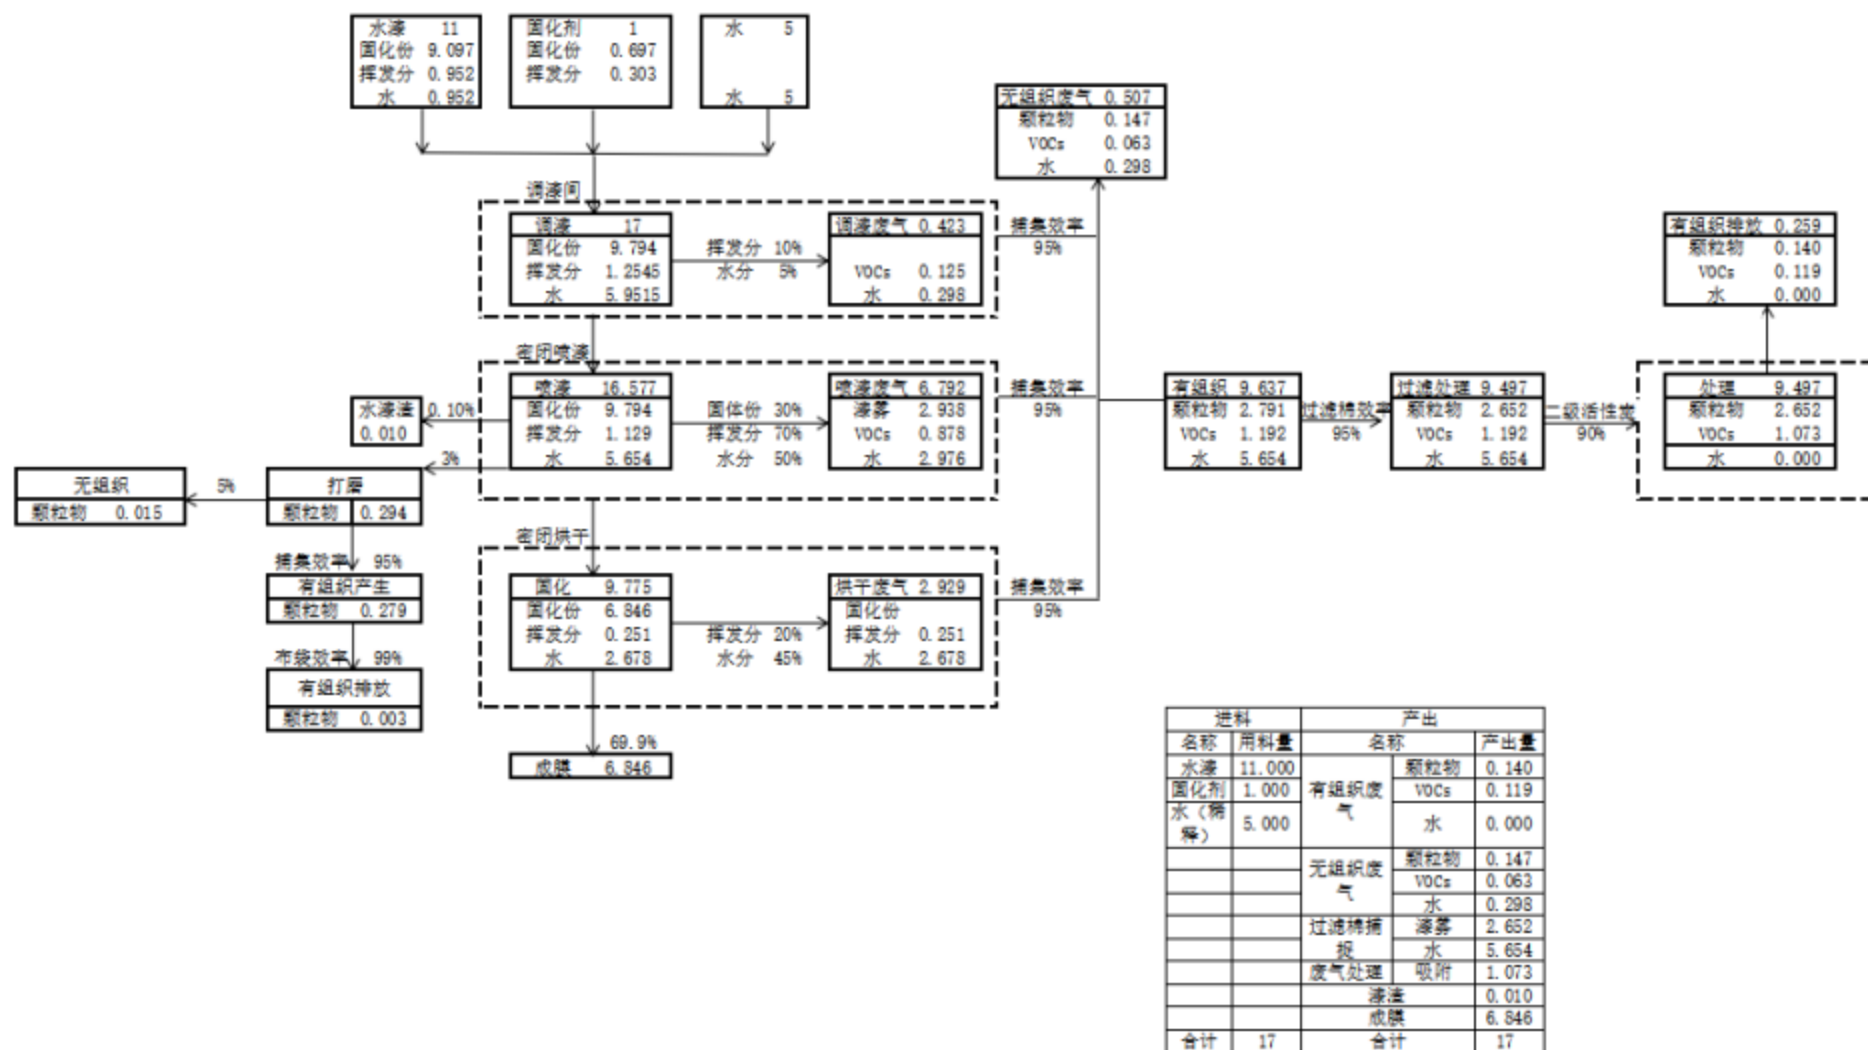 水漆 11
固化份 9.097
挥发分 0.952
水 0.952
固化剂 1
固化份 0.697
挥发分 0.303
水 5
水 5
无组织废气 0.507
颗粒物 0.147
VOCs 0.063
水 0.298
调漆间
调漆 17
固化份 9.794
挥发分 1.2545
水 5.9515
挥发分 10%
水分 5%
调漆废气 0.423
VOCs 0.125
水 0.298
捕集效率
95%
有组织排放 0.259
颗粒物 0.140
VOCs 0.119
水 0.000
密闭喷漆
喷漆 16.577
固化份 9.794
挥发分 1.129
水 5.654
固体份 30%
挥发分 70%
水分 50%
喷漆废气 6.792
漆雾 2.938
VOCs 0.878
水 2.976
捕集效率
95%
有组织 9.637
颗粒物 2.791
VOCs 1.192
水 5.654
过滤棉效率
95%
过滤处理 9.497
颗粒物 2.652
VOCs 1.192
水 5.654
二级活性炭
90%
处理 9.497
颗粒物 2.652
VOCs 1.073
水 0.000
水漆渣
0.010
0.10%
3%
无组织
颗粒物 0.015
5%
打磨
颗粒物 0.294
捕集效率 95%
有组织产生
颗粒物 0.279
布袋效率 99%
有组织排放
颗粒物 0.003
密闭烘干
固化 9.775
固化份 6.846
挥发分 0.251
水 2.678
挥发分 20%
水分 45%
烘干废气 2.929
固化份
挥发分 0.251
水 2.678
捕集效率
95%
69.9%
成膜 6.846
进料 产出
名称 用料量 名称 产出量
水漆 11.000 有组织废气 颗粒物 0.140
固化剂 1.000 VOCs 0.119
水（稀释） 5.000 水 0.000
无组织废气 颗粒物 0.147
VOCs 0.063
水 0.298
过滤棉捕捉 漆雾 2.652
水 5.654
废气处理 吸附 1.073
漆渣 0.010
成膜 6.846
合计 17 合计 17